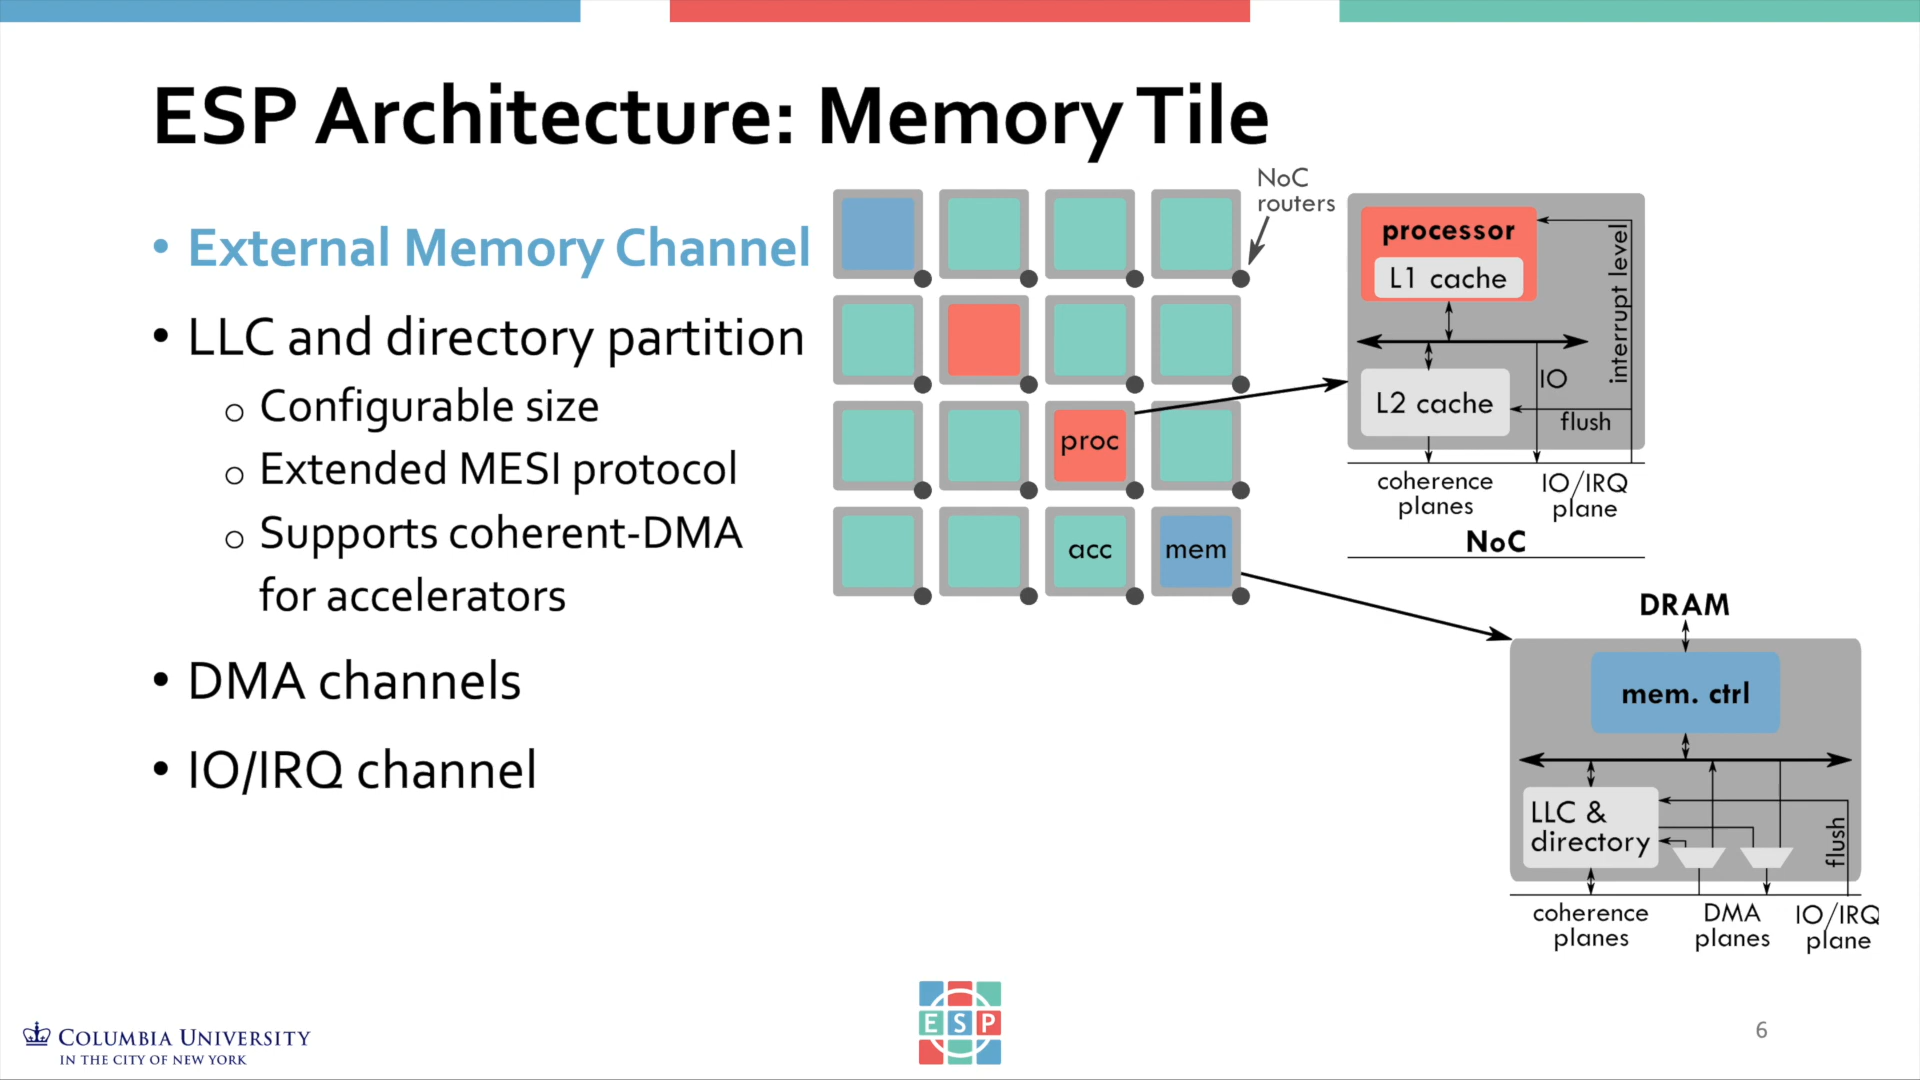 ESP Architecture: Memory Tile
• External Memory Channel
• LLC and directory partition
o Configurable size
o Extended MESI protocol
o Supports coherent-DMA
for accelerators
• DMA channels
• IO/IRQ channel
NoC
routers
proc
acc
mem
processor
L1 cache
interrupt level
IO
L2 cache
flush
coherence
planes
IO/IRQ
plane
NoC
DRAM
mem. ctrl
LLC &
directory
flush
coherence
planes
DMA
planes
IO/IRQ
plane
COLUMBIA UNIVERSITY
IN THE CITY OF NEW YORK
ESP
6